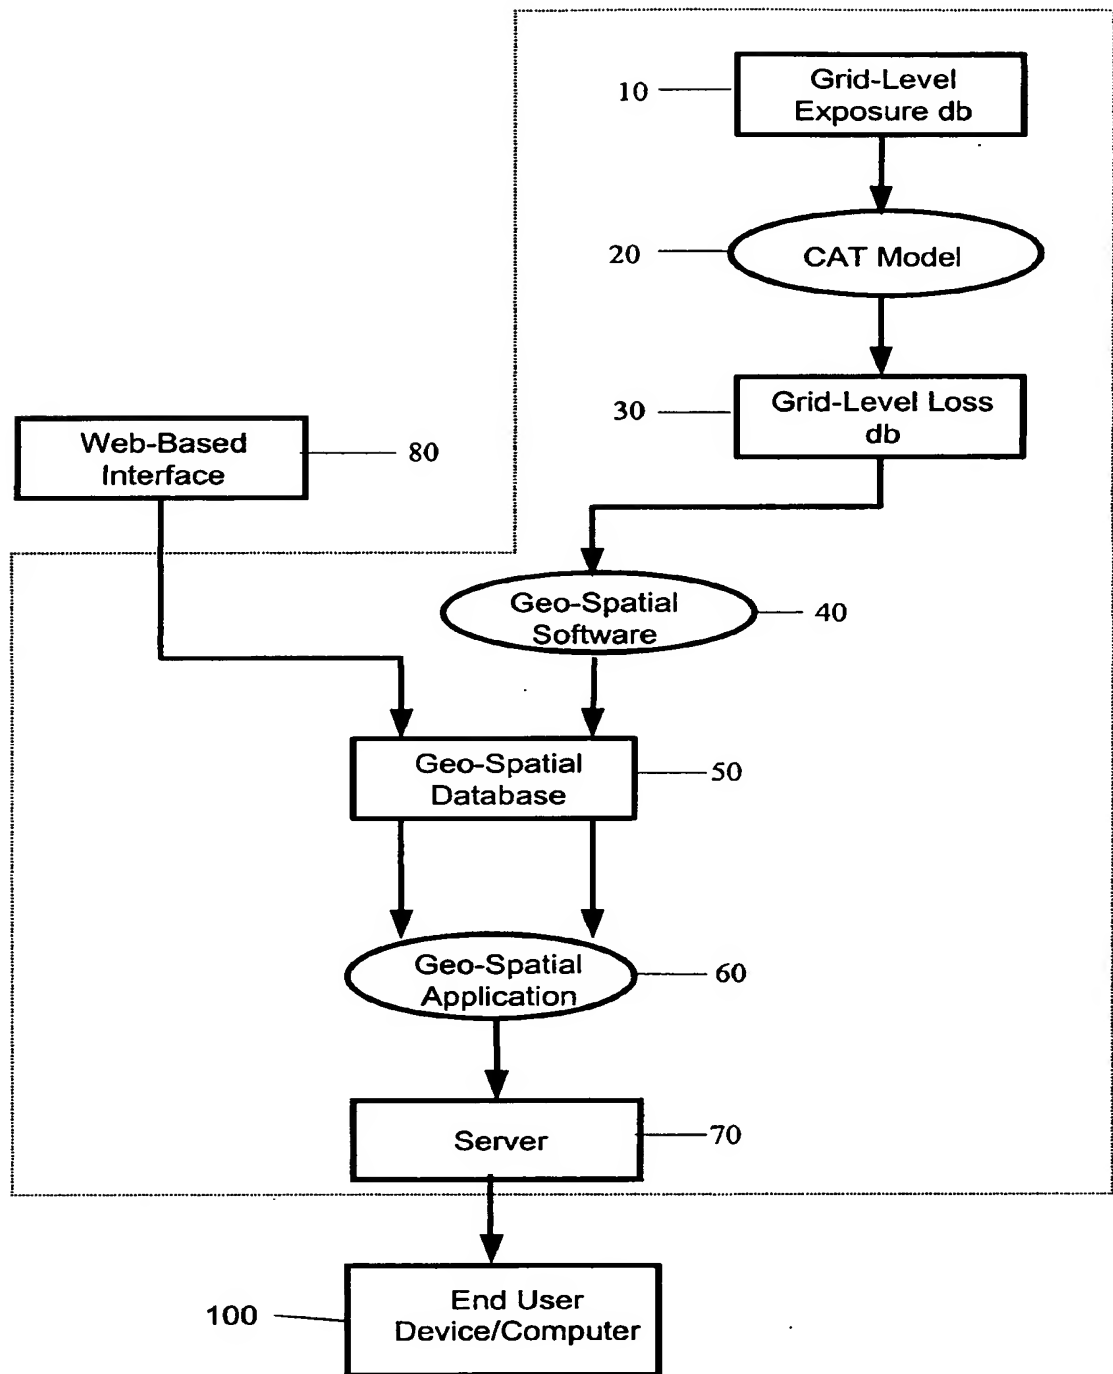 10
Grid-Level
Exposure db
20
CAT Model
30
Grid-Level Loss
db
Web-Based
Interface
80
Geo-Spatial
Software
40
Geo-Spatial
Database
50
Geo-Spatial
Application
60
Server
70
100
End User
Device/Computer